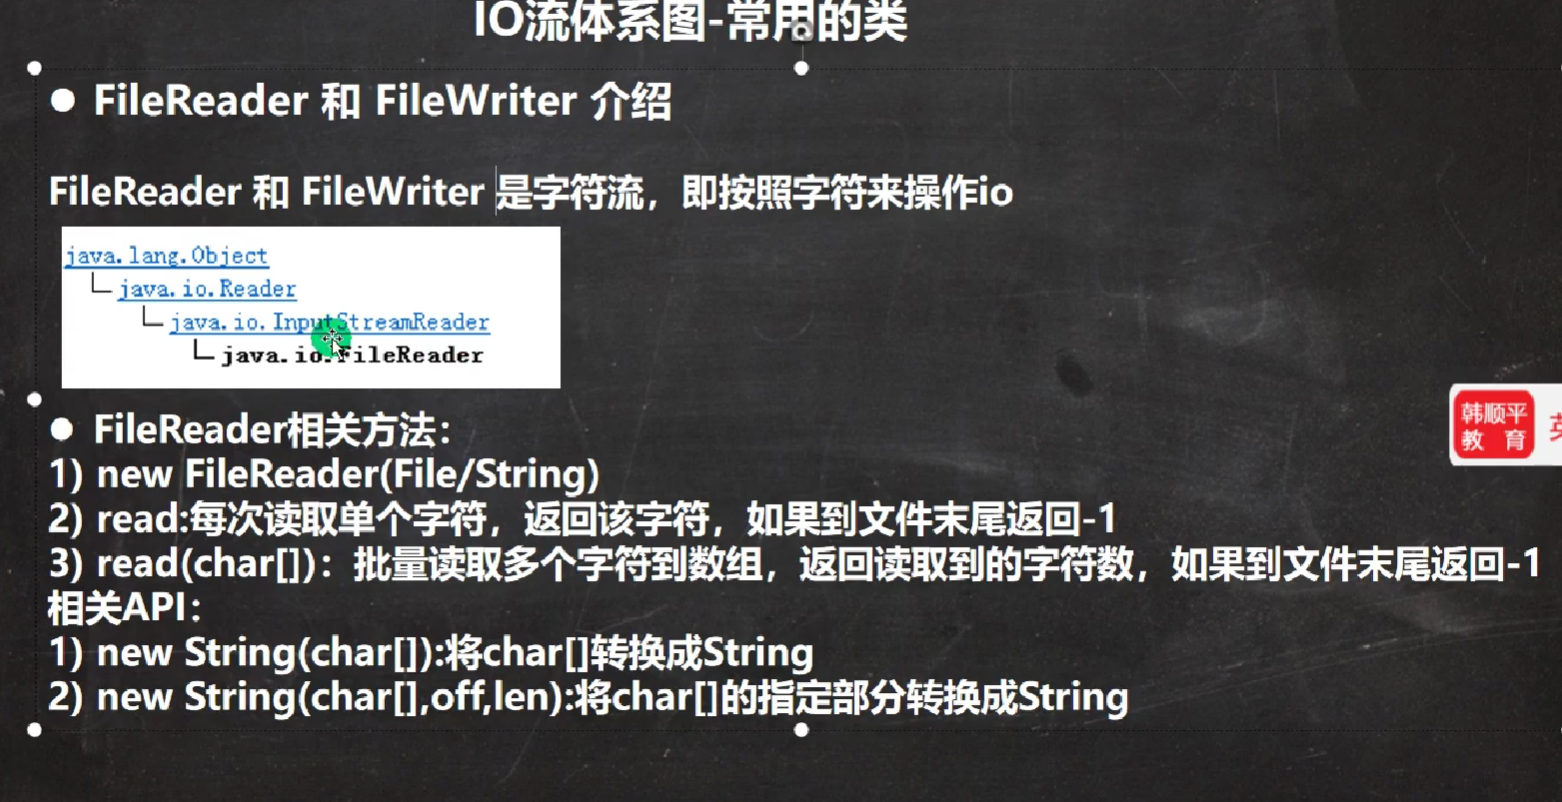 IO流体系图-常用的类
● FileReader 和 FileWriter 介绍
FileReader 和 FileWriter 是字符流，即按照字符来操作io
java.lang.Object
java.io.Reader
java.io.InputStreamReader
java.io.FileReader
● FileReader相关方法：
1) new FileReader(File/String)
2) read:每次读取单个字符，返回该字符，如果到文件末尾返回-1
3) read(char[])：批量读取多个字符到数组，返回读取到的字符数，如果到文件末尾返回-1
相关API：
1) new String(char[]):将char[]转换成String
2) new String(char[],off,len):将char[]的指定部分转换成String
韩顺平
教 育
英